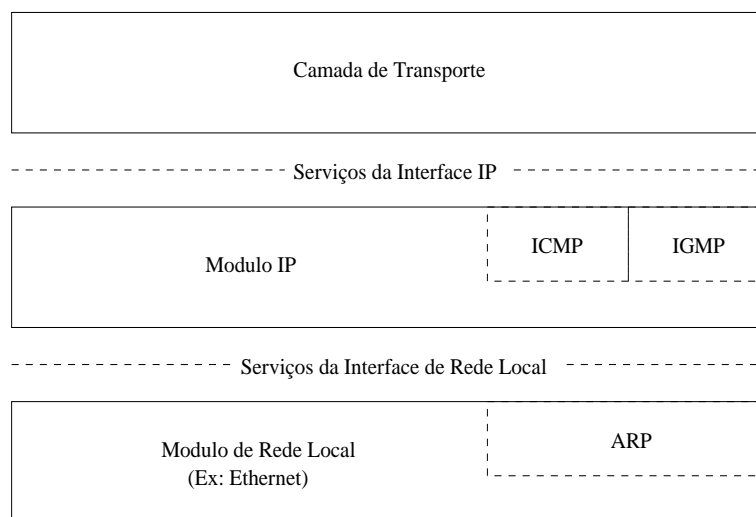 Camada de Transporte
Serviços da Interface IP
Modulo IP
ICMP
IGMP
Serviços da Interface de Rede Local
Modulo de Rede Local
(Ex: Ethernet)
ARP